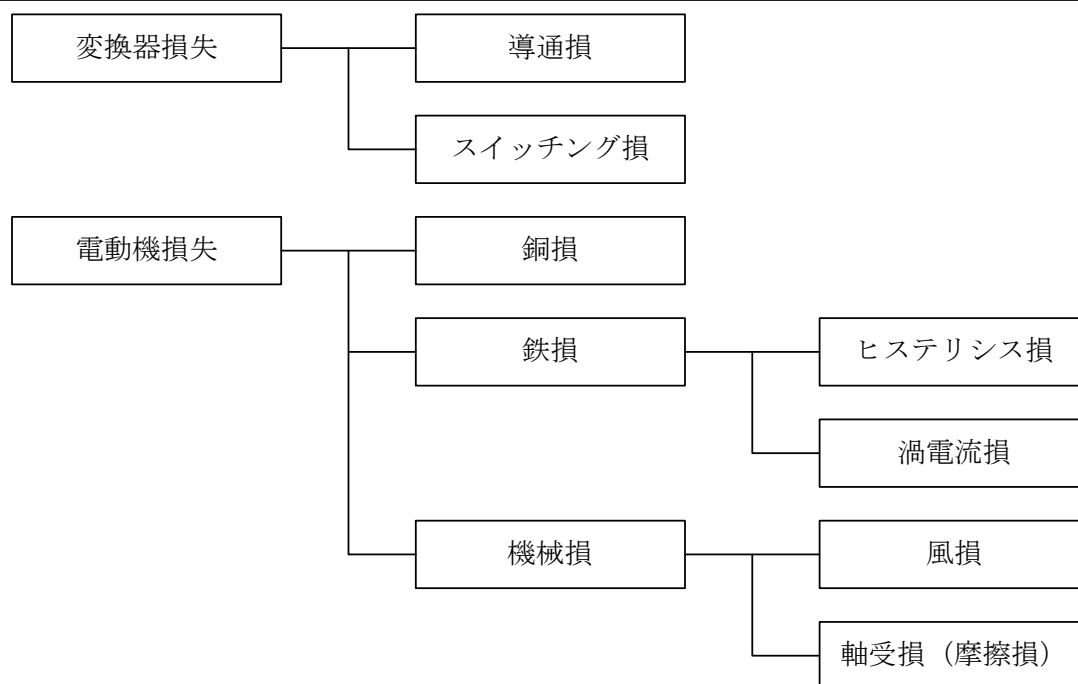 変換器損失
導通損
スイッチング損
電動機損失
銅損
鉄損
ヒステリシス損
渦電流損
機械損
風損
軸受損（摩擦損）